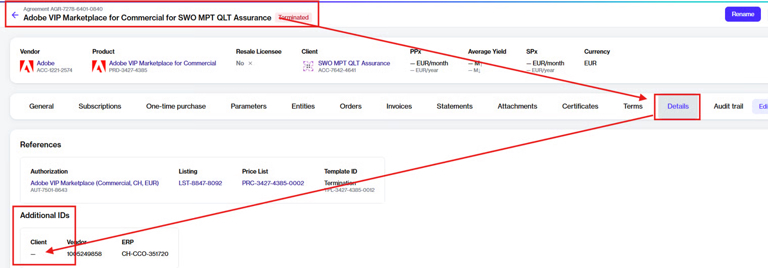 Agreement AGR-7278-6401-0840
Adobe VIP Marketplace for Commercial for SWO MPT QLT Assurance Terminated
Rename
Vendor Product Resale Licensee Client PPx Average Yield SPx Currency
Adobe Adobe VIP Marketplace for Commercial No × SWO MPT QLT Assurance — EUR/month — M — EUR/month EUR
ACC-1221-2574 PRD-3427-4385 ACC-7642-4641 — EUR/year — M — EUR/year
General Subscriptions One-time purchase Parameters Entities Orders Invoices Statements Attachments Certificates Terms Details Audit trail Edi
References
Authorization Listing Price List Template ID
Adobe VIP Marketplace (Commercial, CH, EUR) LST-8847-8092 PRC-3427-4385-0002 Termination
AUT-7501-8643 TPL-3427-4385-0012
Additional IDs
Client Vendor ERP
— 1005249858 CH-CCO-351720